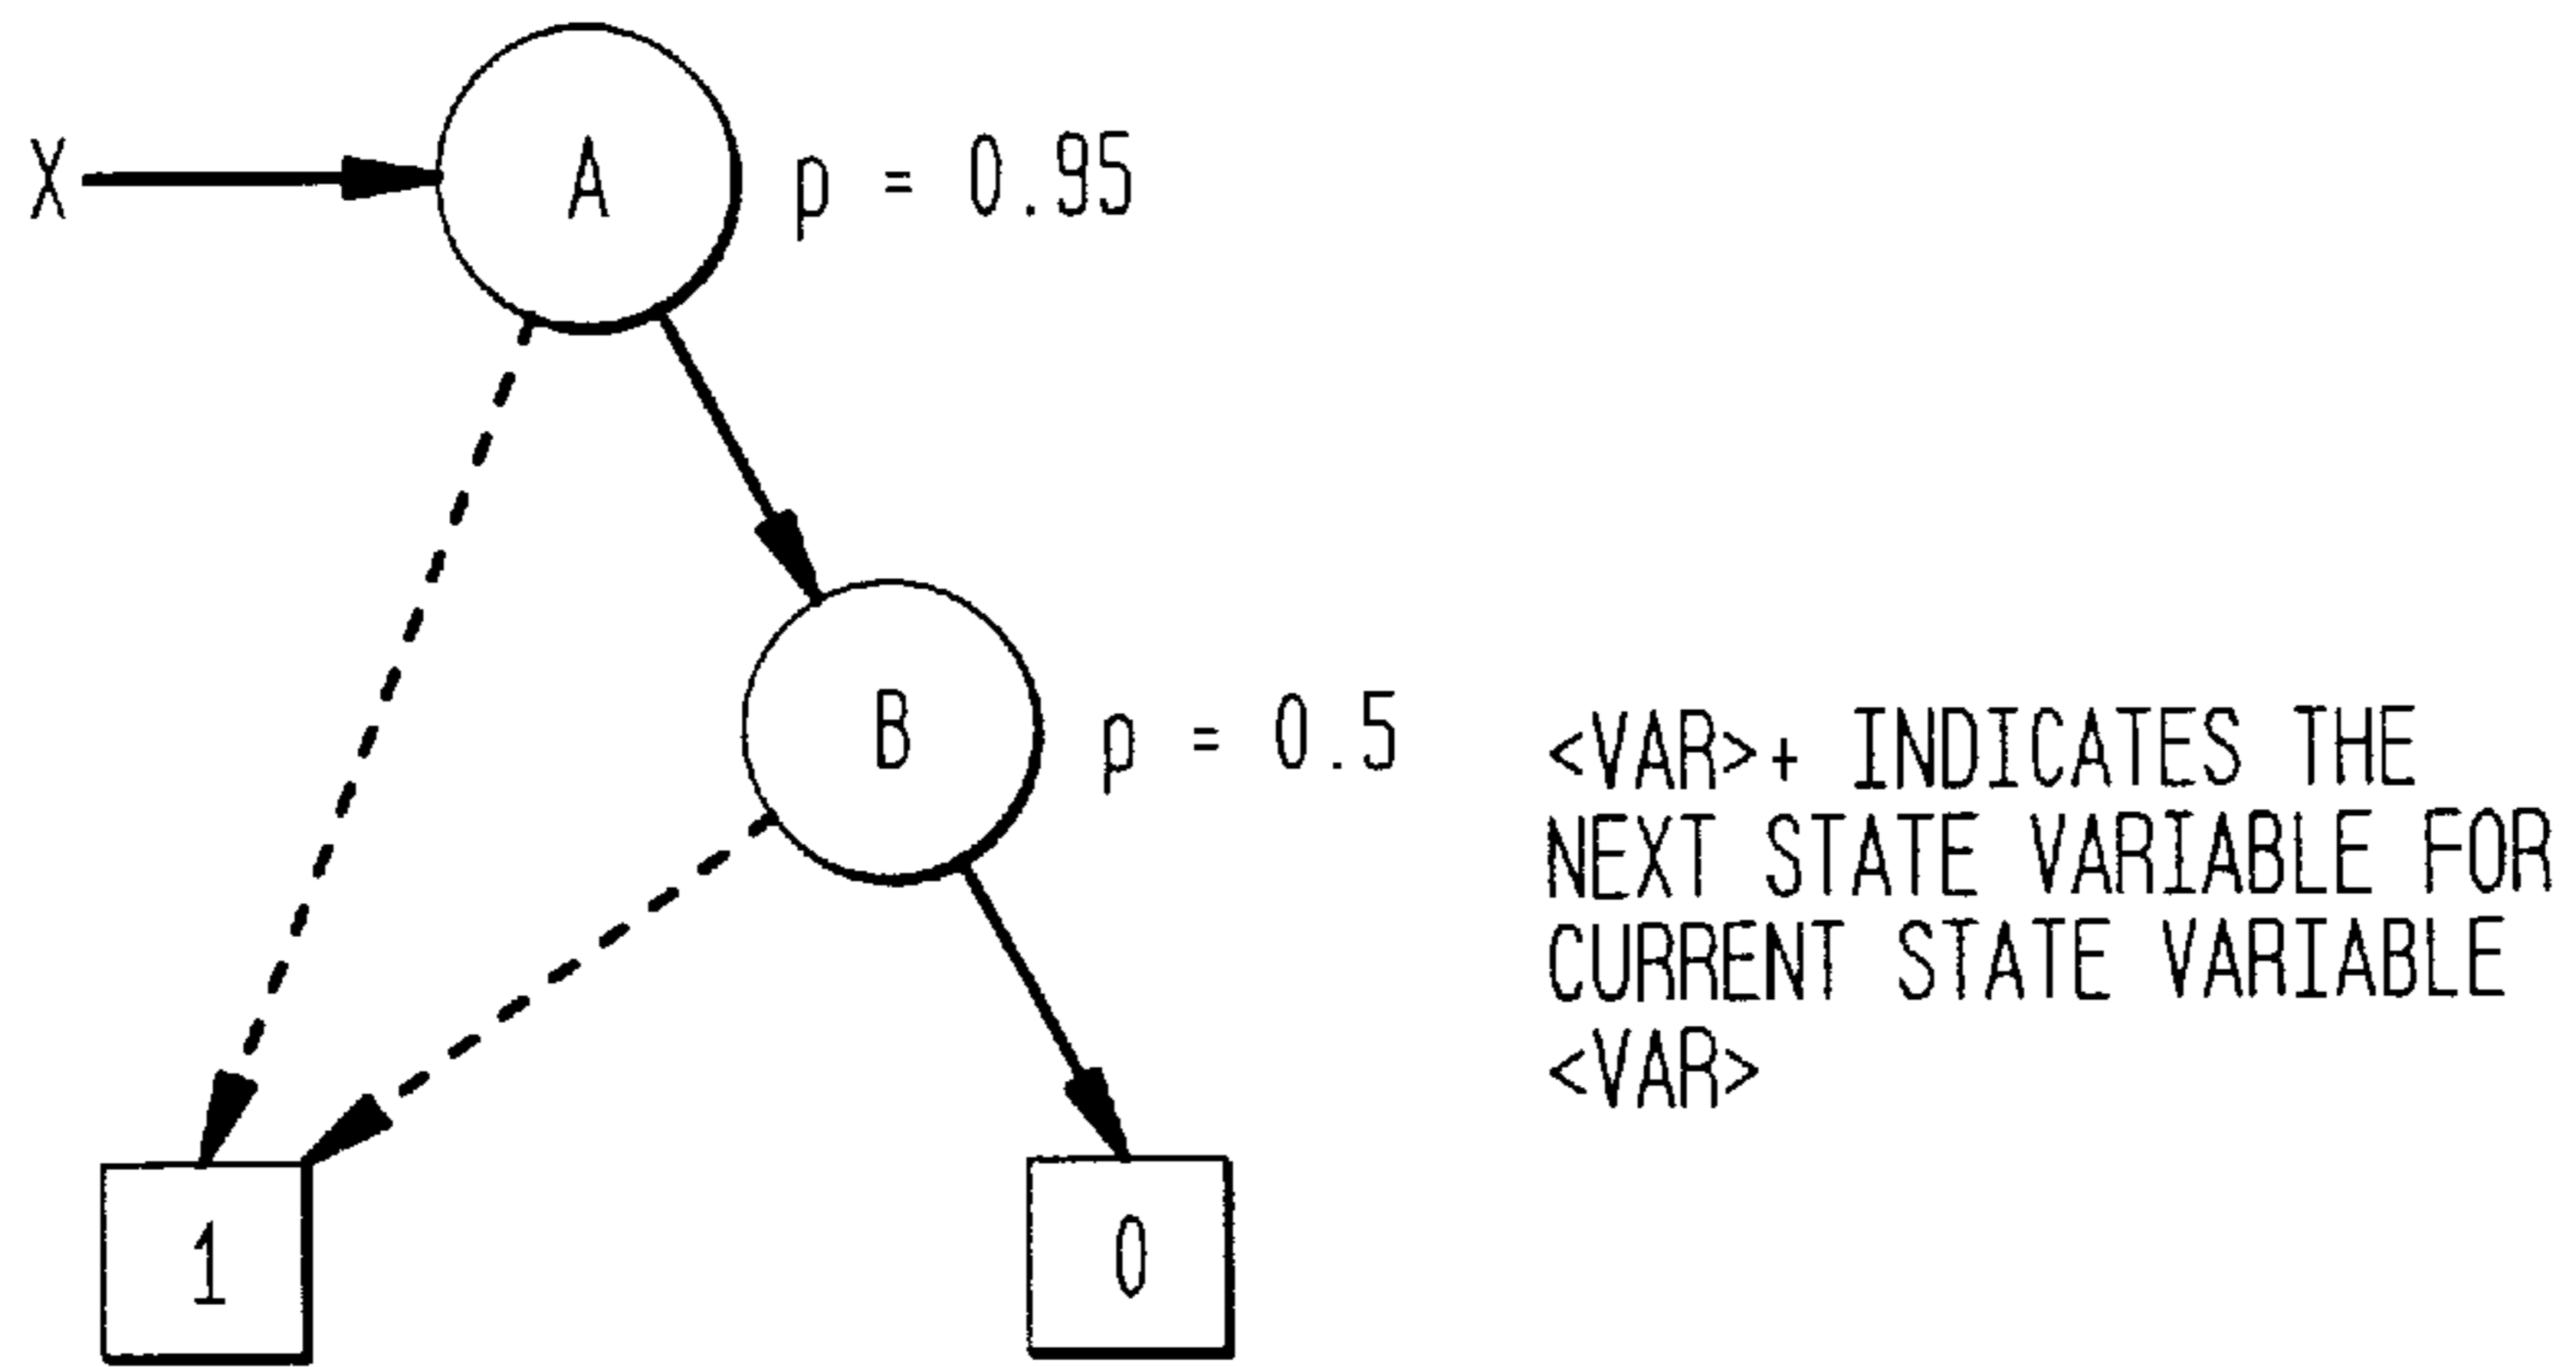 X
A
p = 0.95
B
p = 0.5
<VAR>+ INDICATES THE
NEXT STATE VARIABLE FOR
CURRENT STATE VARIABLE
<VAR>
1
0